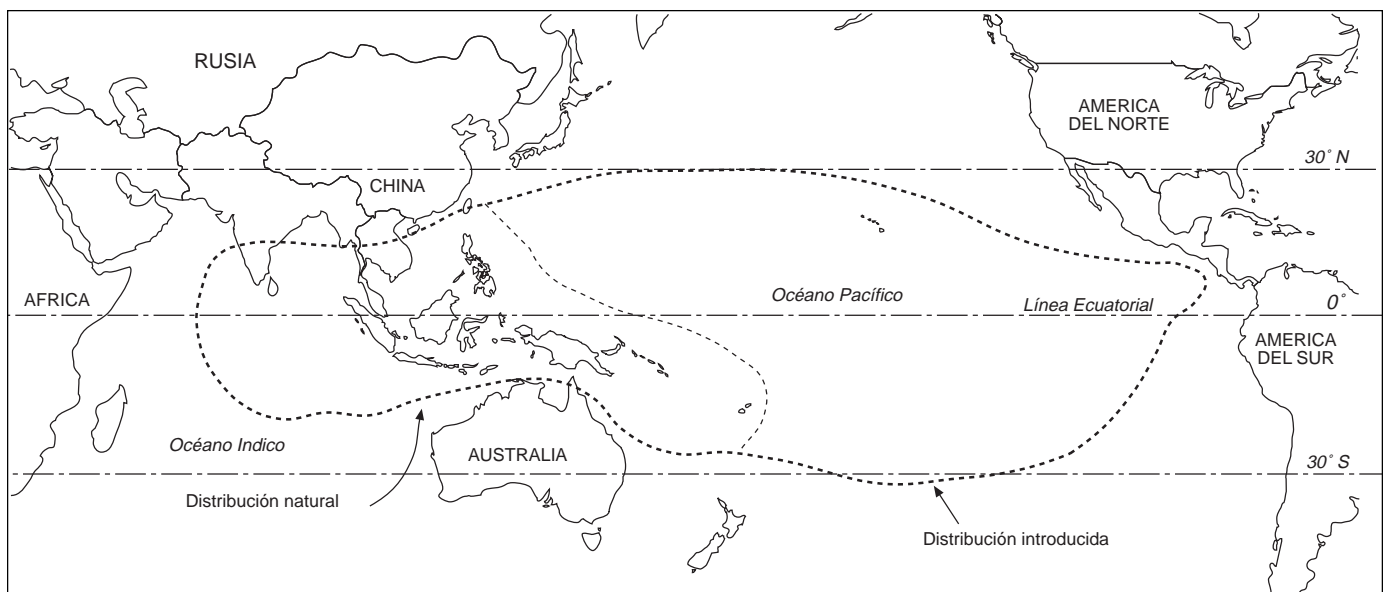 RUSIA
AMERICA
DEL NORTE
30˚ N
CHINA
AFRICA
Océano Pacífico
Línea Ecuatorial
0˚
AMERICA
DEL SUR
Océano Indico
AUSTRALIA
30˚ S
Distribución natural
Distribución introducida